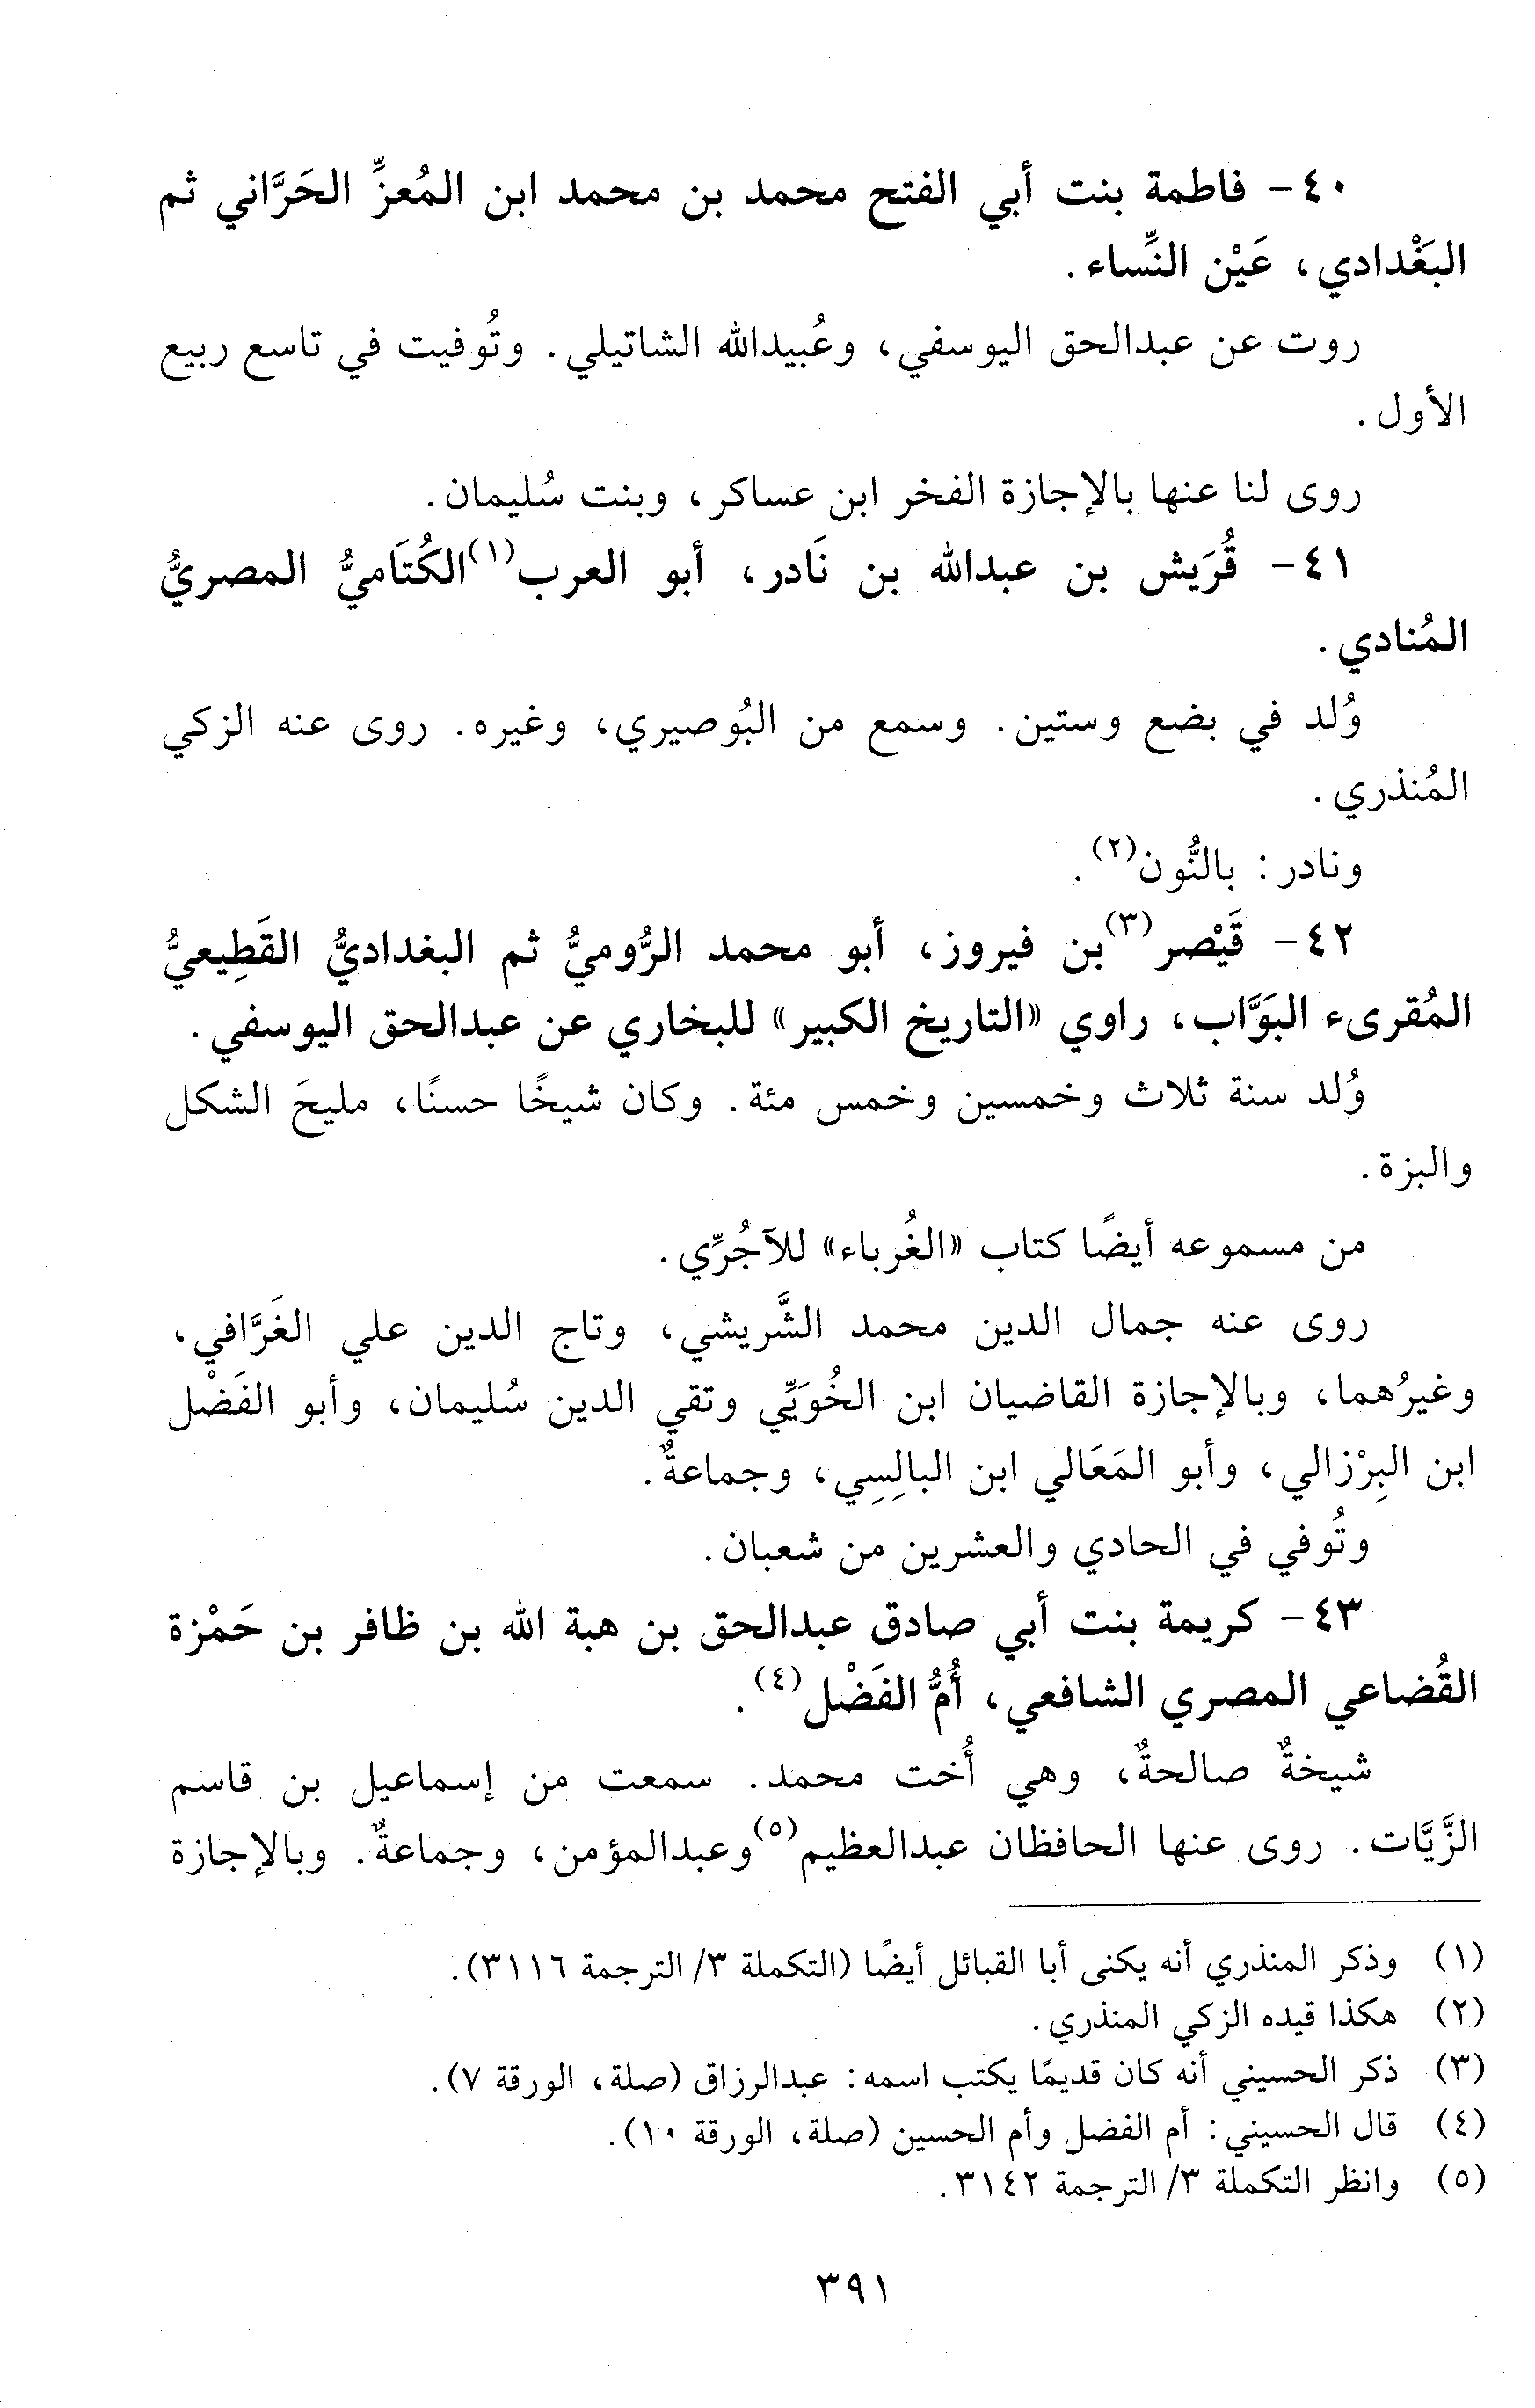 ٤٠- فاطمة بنت أبي الفتح محمد بن محمد ابن المُعزِّ الحَرَّاني ثم
البَغْدادي، عَيْن النِّساء.
روت عن عبدالحق اليوسفي، وعُبيدالله الشاتيلي. وتُوفيت في تاسع ربيع
الأول.
روى لنا عنها بالإجازة الفخر ابن عساكر، وبنت سُليمان.
٤١- قُرَيش بن عبدالله بن نَادر، أبو العرب(١) الكُتَاميُّ المصريُّ
المُنادي.
وُلد في بضع وستين. وسمع من البُوصيري، وغيره. روى عنه الزكي
المُنذري.
ونادر: بالنُّون(٢).
٤٢- قَيْصر(٣) بن فيروز، أبو محمد الرُّوميُّ ثم البغداديُّ القَطِيعيُّ
المُقرىء البَوَّاب، راوي «التاريخ الكبير» للبخاري عن عبدالحق اليوسفي.
وُلد سنة ثلاث وخمسين وخمس مئة. وكان شيخًا حسنًا، مليحَ الشكل
والبزة.
من مسموعه أيضًا كتاب «الغُرباء» للآجُرِّي.
روى عنه جمال الدين محمد الشَّريشي، وتاج الدين علي الغَرَّافي،
وغيرُهما، وبالإجازة القاضيان ابن الخُوَيِّي وتقي الدين سُليمان، وأبو الفَضْل
ابن البِرْزالي، وأبو المَعَالي ابن البالِسِي، وجماعةٌ.
وتُوفي في الحادي والعشرين من شعبان.
٤٣- كريمة بنت أبي صادق عبدالحق بن هبة الله بن ظافر بن حَمْزة
القُضاعي المصري الشافعي، أُمُّ الفَضْل(٤).
شيخةٌ صالحةٌ، وهي أُخت محمد. سمعت من إسماعيل بن قاسم
الزَّيَّات. روى عنها الحافظان عبدالعظيم(٥) وعبدالمؤمن، وجماعةٌ. وبالإجازة
(١) وذكر المنذري أنه يكنى أبا القبائل أيضًا (التكملة ٣/ الترجمة ٣١١٦).
(٢) هكذا قيده الزكي المنذري.
(٣) ذكر الحسيني أنه كان قديمًا يكتب اسمه: عبدالرزاق (صلة، الورقة ٧).
(٤) قال الحسيني: أم الفضل وأم الحسين (صلة، الورقة ١٠).
(٥) وانظر التكملة ٣/ الترجمة ٣١٤٢.
٣٩١